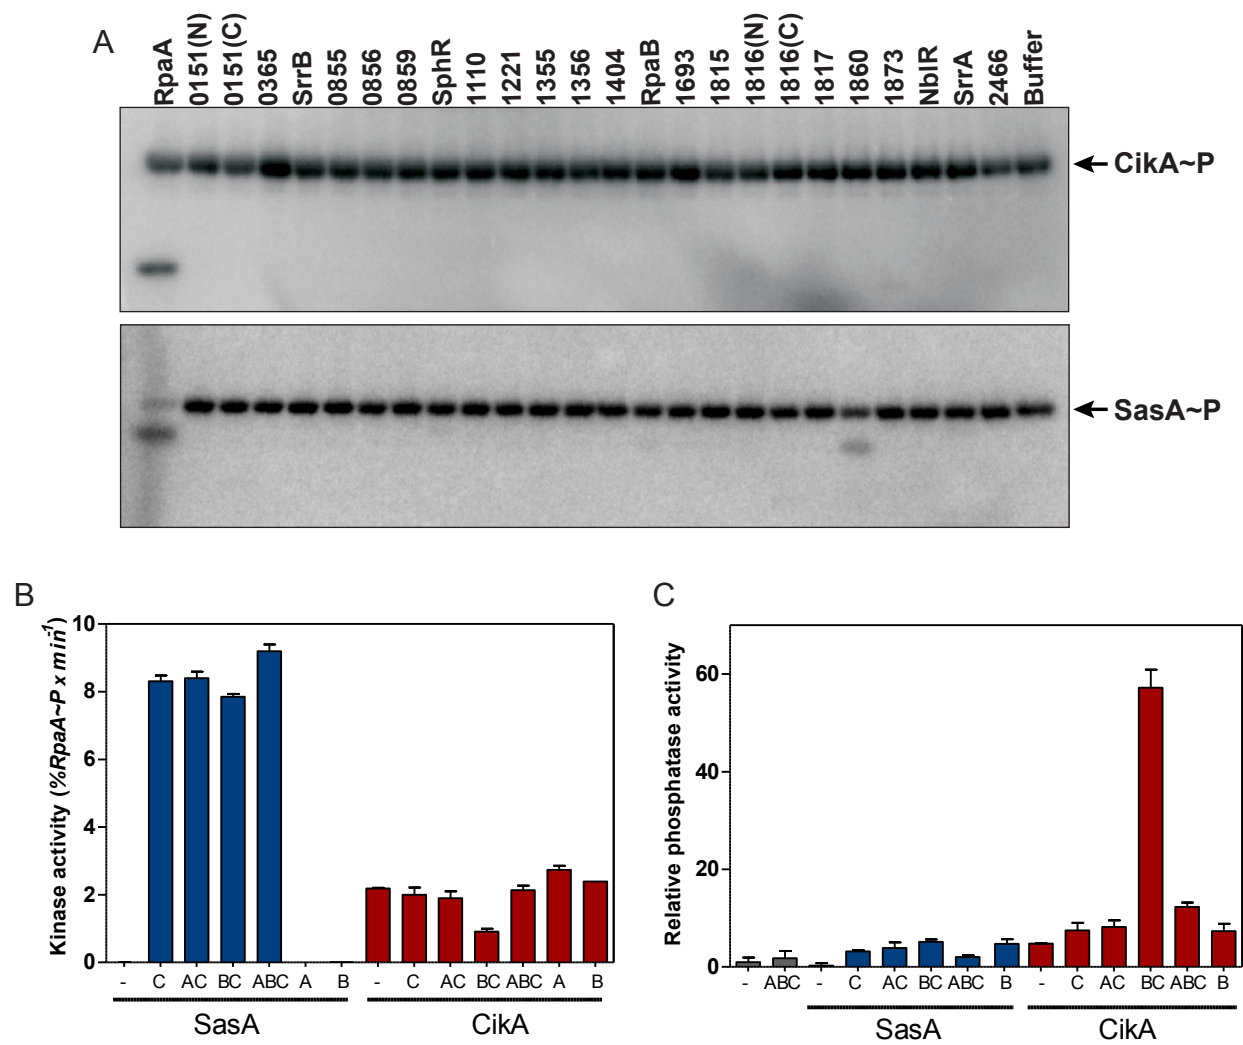 A
RpaA 0151(N) 0151(C) 0365 SrrB 0855 0856 0859 SphR 1110 1221 1355 1356 1404 RpaB 1693 1815 1816(N) 1816(C) 1817 1860 1873 NblR SrrA 2466 Buffer
CikA~P
SasA~P
B
Kinase activity (%RpaA~P x min-1)
10
8
6
4
2
0
- C AC BC ABC A B - C AC BC ABC A B
SasA CikA
C
Relative phosphatase activity
60
40
20
0
- ABC - C AC BC ABC B - C AC BC ABC B
SasA CikA